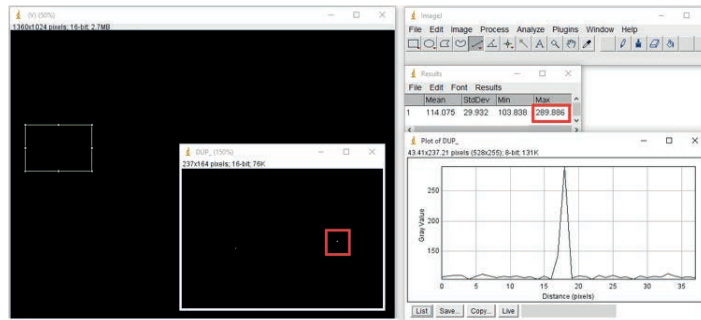 (V) (50%)
1360x1024 pixels; 16-bit; 2.7MB
DUP_ (150%)
237x164 pixels; 16-bit; 76K
ImageJ
File Edit Image Process Analyze Plugins Window Help
A
Results
File Edit Font Results
Mean StdDev Min Max
1 114.075 29.932 103.838 289.886
Plot of DUP_
43.41x237.21 pixels (528x255); 8-bit; 131K
250
200
150
Gray Value
0 5 10 15 20 25 30 35
Distance (pixels)
List Save... Copy... Live